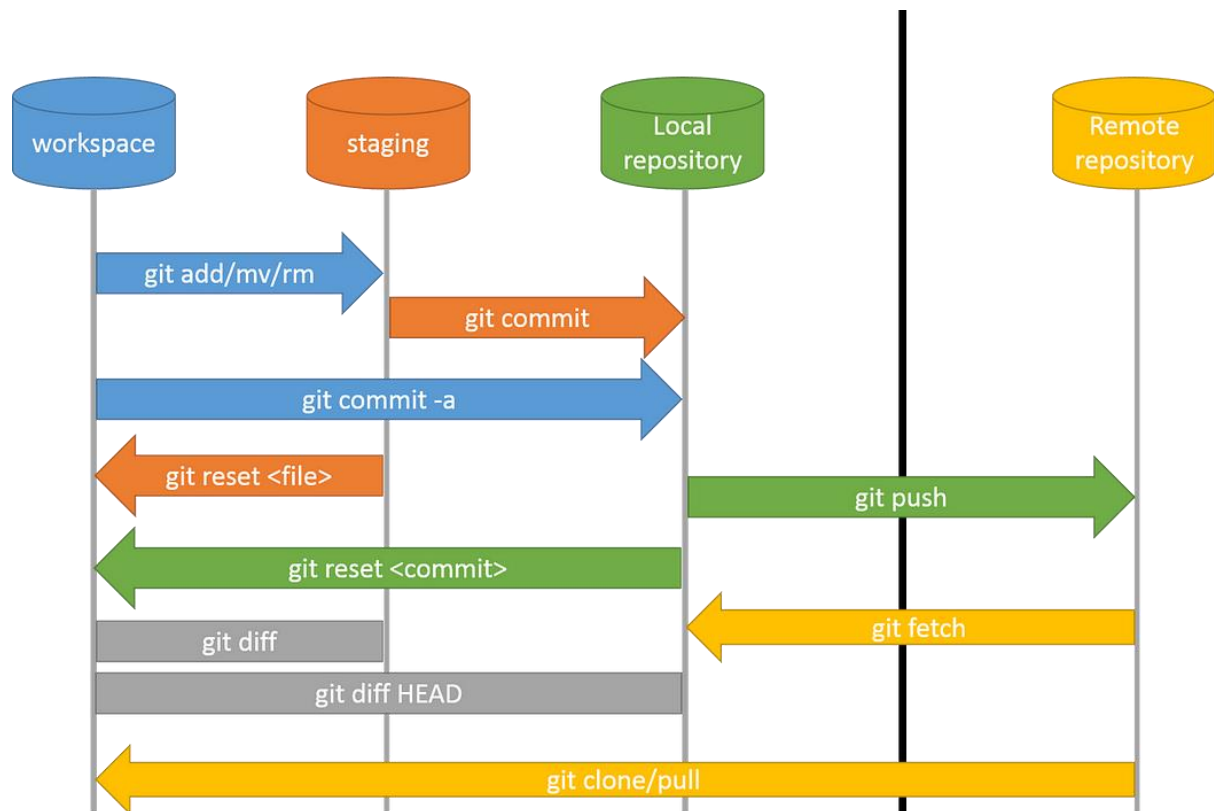 workspace
staging
Local
repository
Remote
repository
git add/mv/rm
git commit
git commit -a
git reset <file>
git push
git reset <commit>
git fetch
git diff
git diff HEAD
git clone/pull